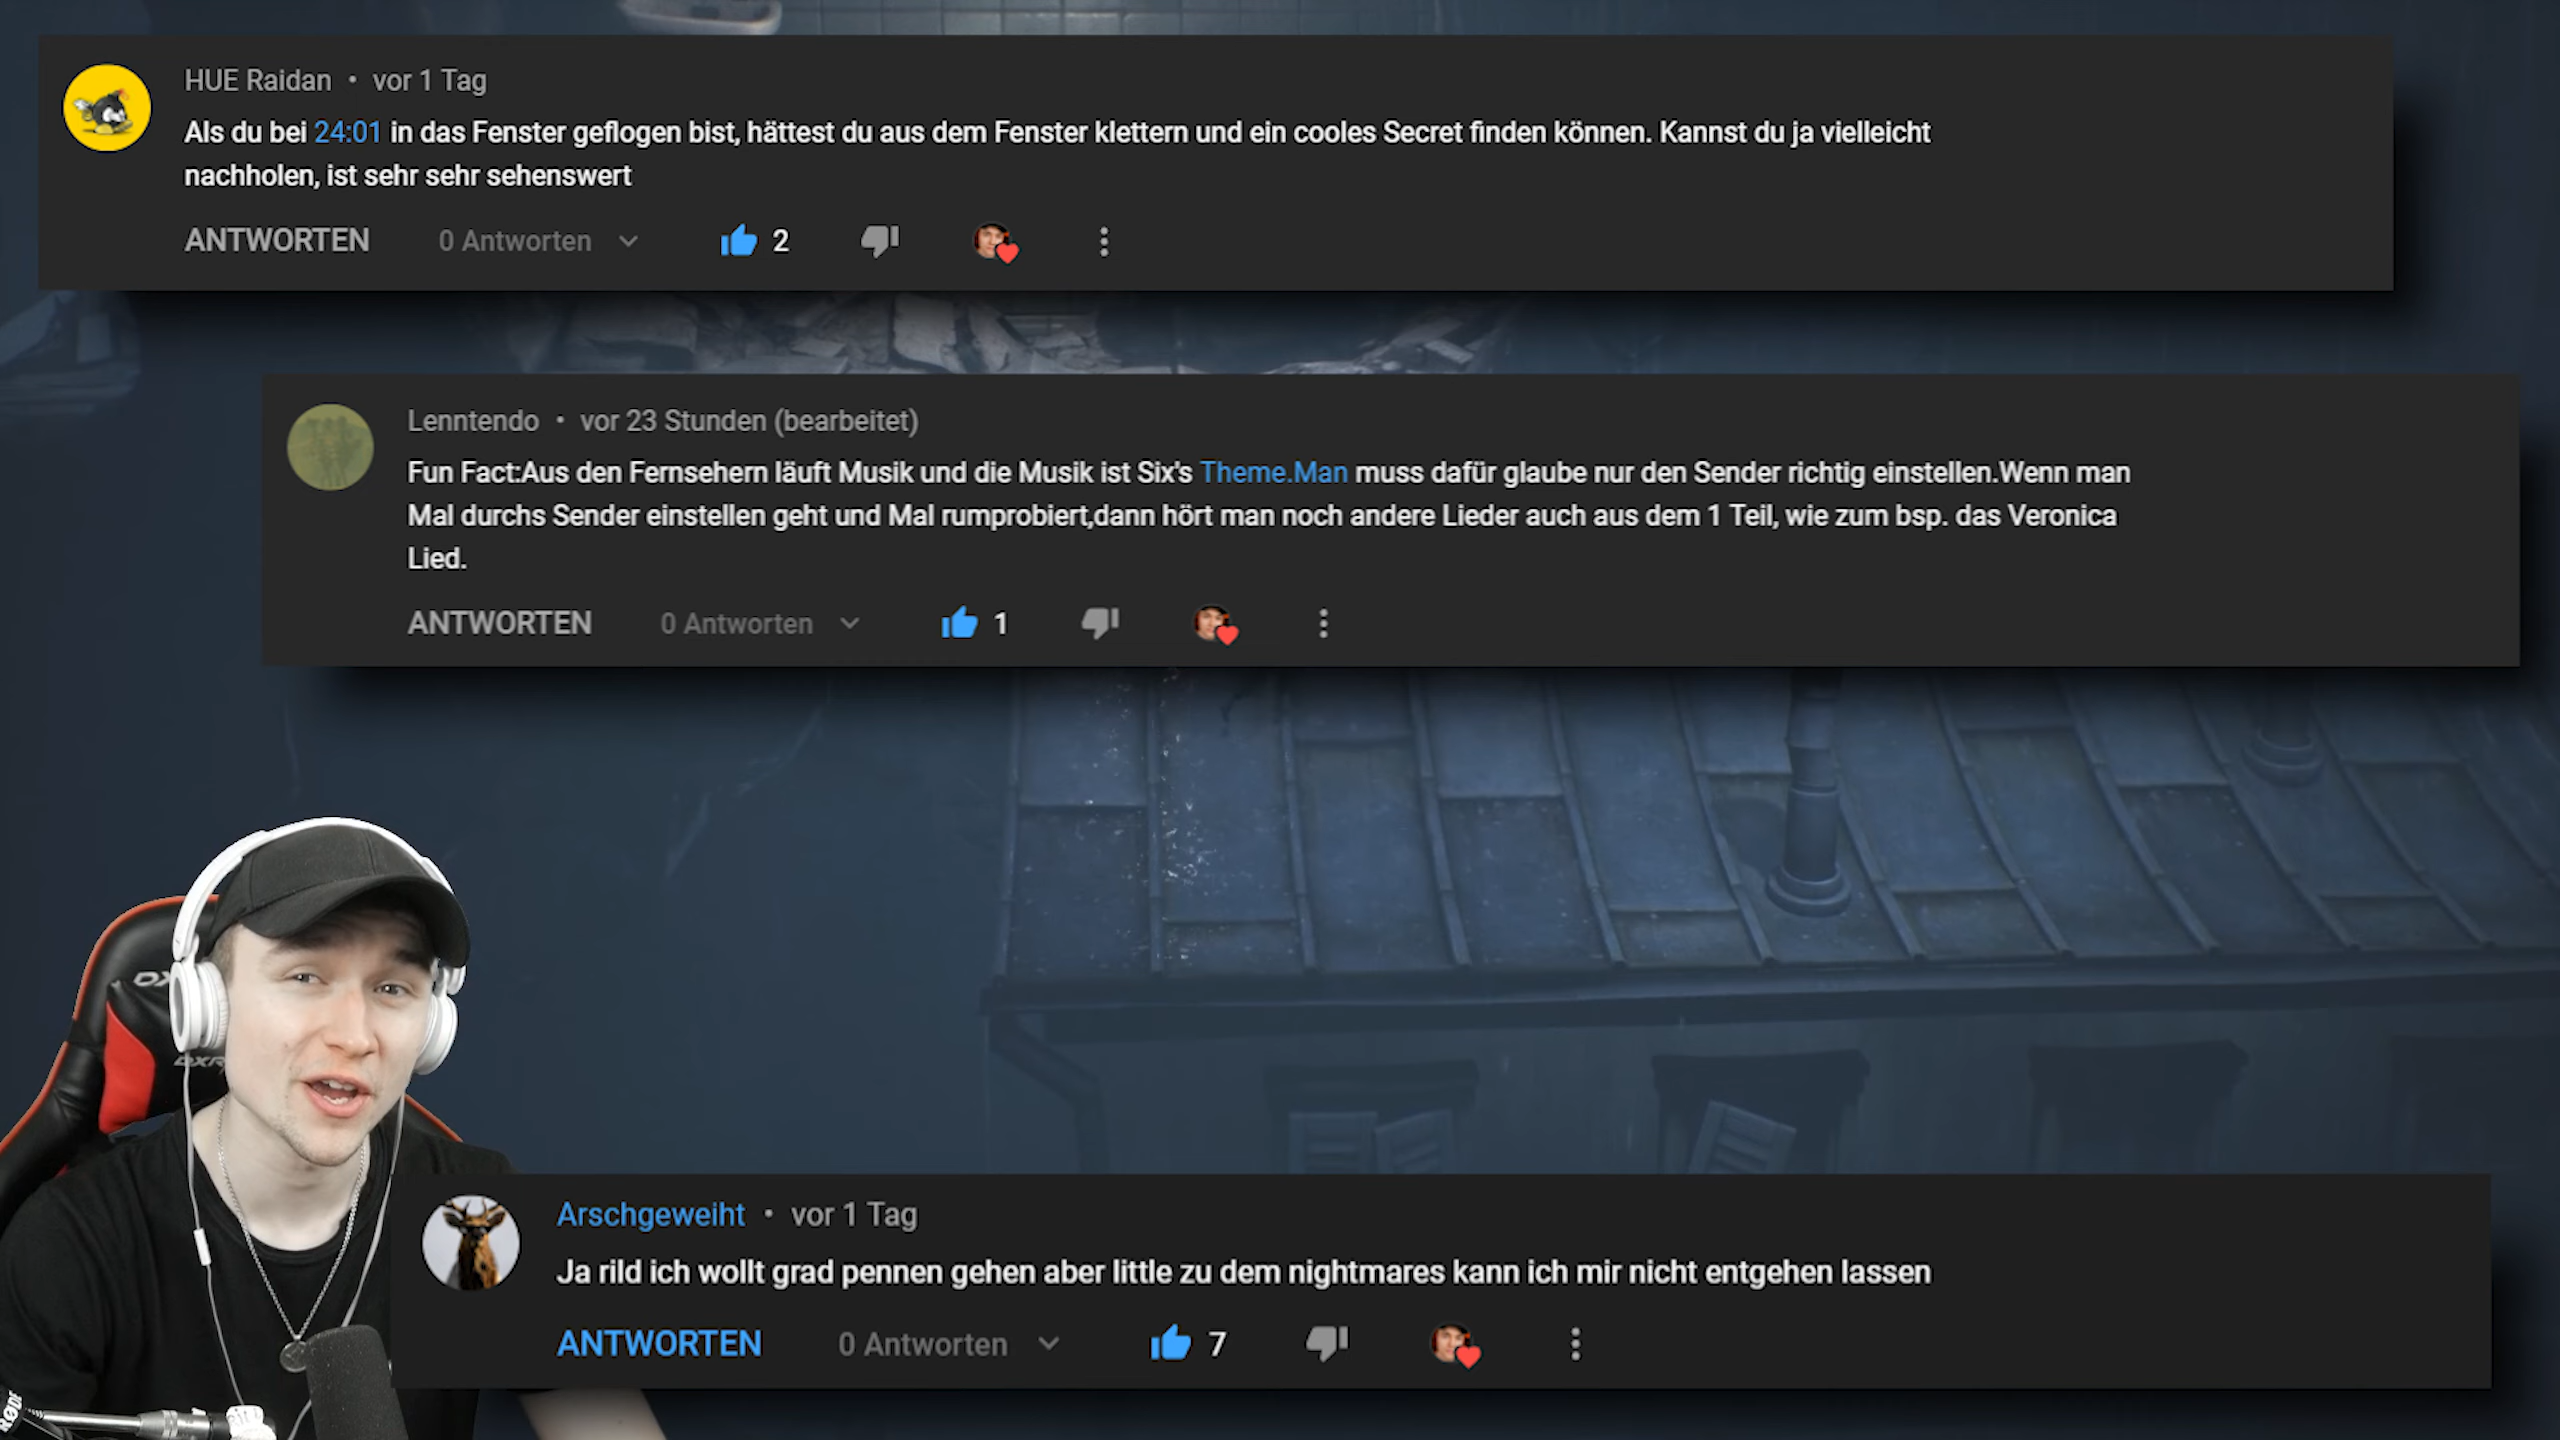 HUE Raidan • vor 1 Tag
Als du bei 24:01 in das Fenster geflogen bist, hättest du aus dem Fenster klettern und ein cooles Secret finden können. Kannst du ja vielleicht
nachholen, ist sehr sehr sehenswert
ANTWORTEN 0 Antworten 2
Lenntendo • vor 23 Stunden (bearbeitet)
Fun Fact:Aus den Fernsehern läuft Musik und die Musik ist Six's Theme.Man muss dafür glaube nur den Sender richtig einstellen.Wenn man
Mal durchs Sender einstellen geht und Mal rumprobiert,dann hört man noch andere Lieder auch aus dem 1 Teil, wie zum bsp. das Veronica
Lied.
ANTWORTEN 0 Antworten 1
Arschgeweiht • vor 1 Tag
Ja rild ich wollt grad pennen gehen aber little zu dem nightmares kann ich mir nicht entgehen lassen
ANTWORTEN 0 Antworten 7
RØDE